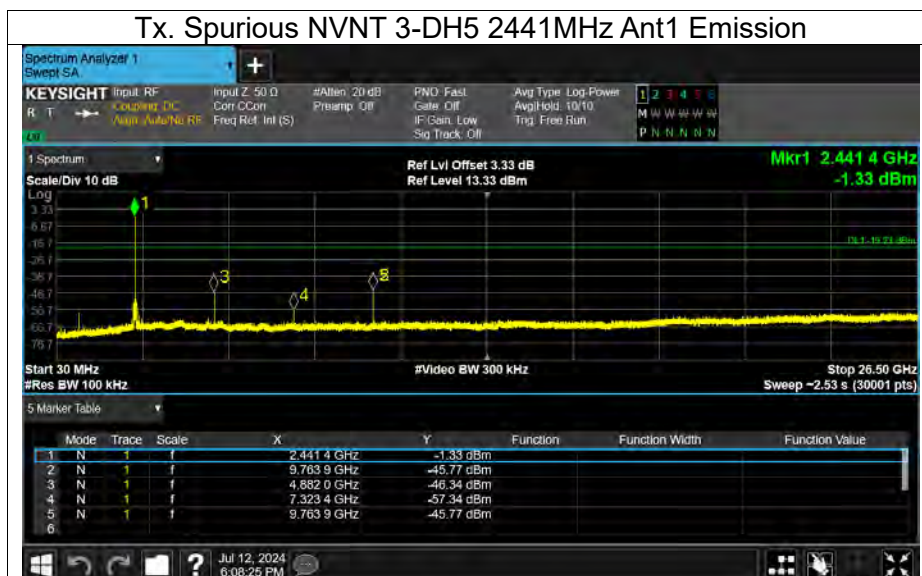 Tx. Spurious NVNT 3-DH5 2441MHz Ant1 Emission
Spectrum Analyzer 1
Swept SA
+
KEYSIGHT Input: RF Input Z: 50 Ω #Atten: 20 dB PNO: Fast Avg Type: Log-Power 1 2 3 4 5 6
R T Coupling: DC Corr CCorr Preamp: Off Gate: Off Avg|Hold: 10/10 M W W W W W
Align: Auto/No RF Freq Ref: Int (S) IF Gain: Low Trig: Free Run
Sig Track: Off P N N N N N N
1 Spectrum
Ref Lvl Offset 3.33 dB Mkr1 2.441 4 GHz
Scale/Div 10 dB Ref Level 13.33 dBm -1.33 dBm
Log
3.33
1
-6.67
-16.7
DL1 -19.23 dBm
-26.7
-36.7
3
-46.7
4
-56.7
-66.7
-76.7
Start 30 MHz #Video BW 300 kHz Stop 26.50 GHz
#Res BW 100 kHz Sweep ~2.53 s (30001 pts)
5 Marker Table
Mode Trace Scale X Y Function Function Width Function Value
1 N 1 f 2.441 4 GHz -1.33 dBm
2 N 1 f 9.763 9 GHz -45.77 dBm
3 N 1 f 4.882 0 GHz -46.34 dBm
4 N 1 f 7.323 4 GHz -57.34 dBm
5 N 1 f 9.763 9 GHz -45.77 dBm
6
? Jul 12, 2024
6:08:25 PM